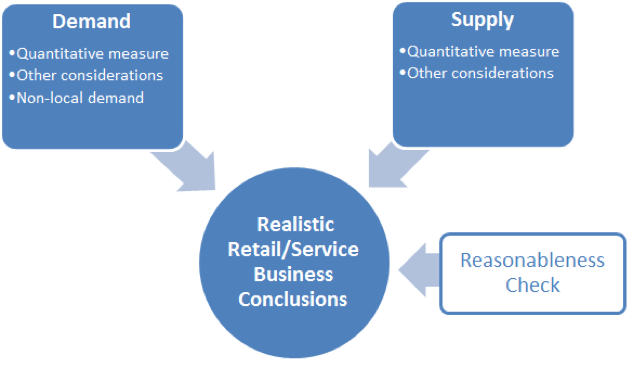 Demand
•Quantitative measure
•Other considerations
•Non-local demand
Supply
•Quantitative measure
•Other considerations
Realistic
Retail/Service
Business
Conclusions
Reasonableness
Check